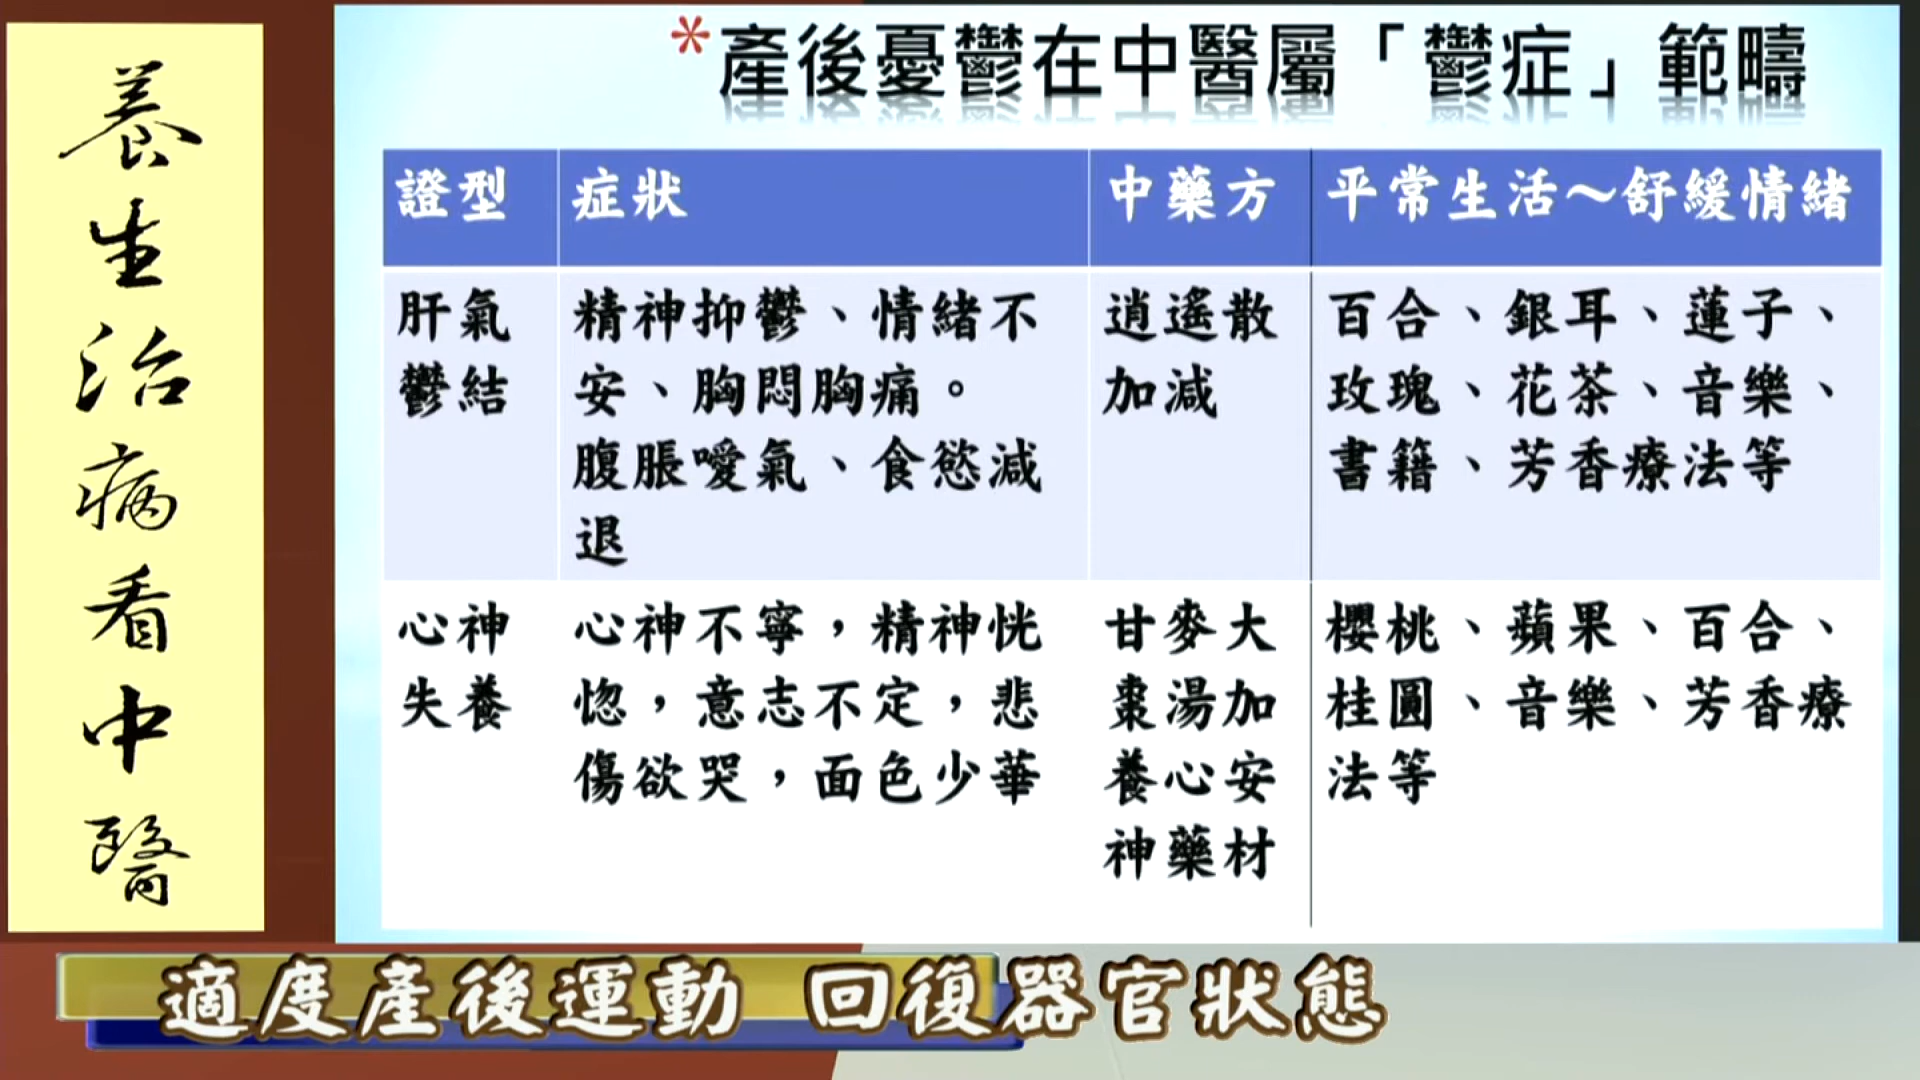 養生治病看中醫
*產後憂鬱在中醫屬「鬱症」範疇
證型
症狀
中藥方
平常生活～舒緩情緒
肝氣
鬱結
精神抑鬱、情緒不
安、胸悶胸痛。
腹脹噯氣、食慾減
退
逍遙散
加減
百合、銀耳、蓮子、
玫瑰、花茶、音樂、
書籍、芳香療法等
心神
失養
心神不寧，精神恍
惚，意志不定，悲
傷欲哭，面色少華
甘麥大
棗湯加
養心安
神藥材
櫻桃、蘋果、百合、
桂圓、音樂、芳香療
法等
適度產後運動 回復器官狀態